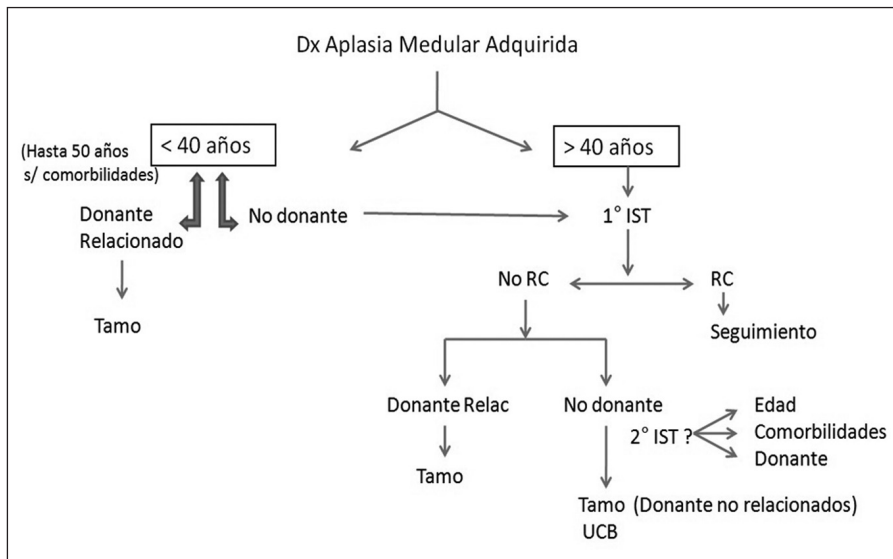 Dx Aplasia Medular Adquirida
(Hasta 50 años
s/ comorbilidades)
< 40 años
> 40 años
Donante
Relacionado
No donante
1° IST
Tamo
No RC
RC
Seguimiento
Donante Relac
No donante
2° IST ?
Edad
Comorbilidades
Donante
Tamo
Tamo (Donante no relacionados)
UCB